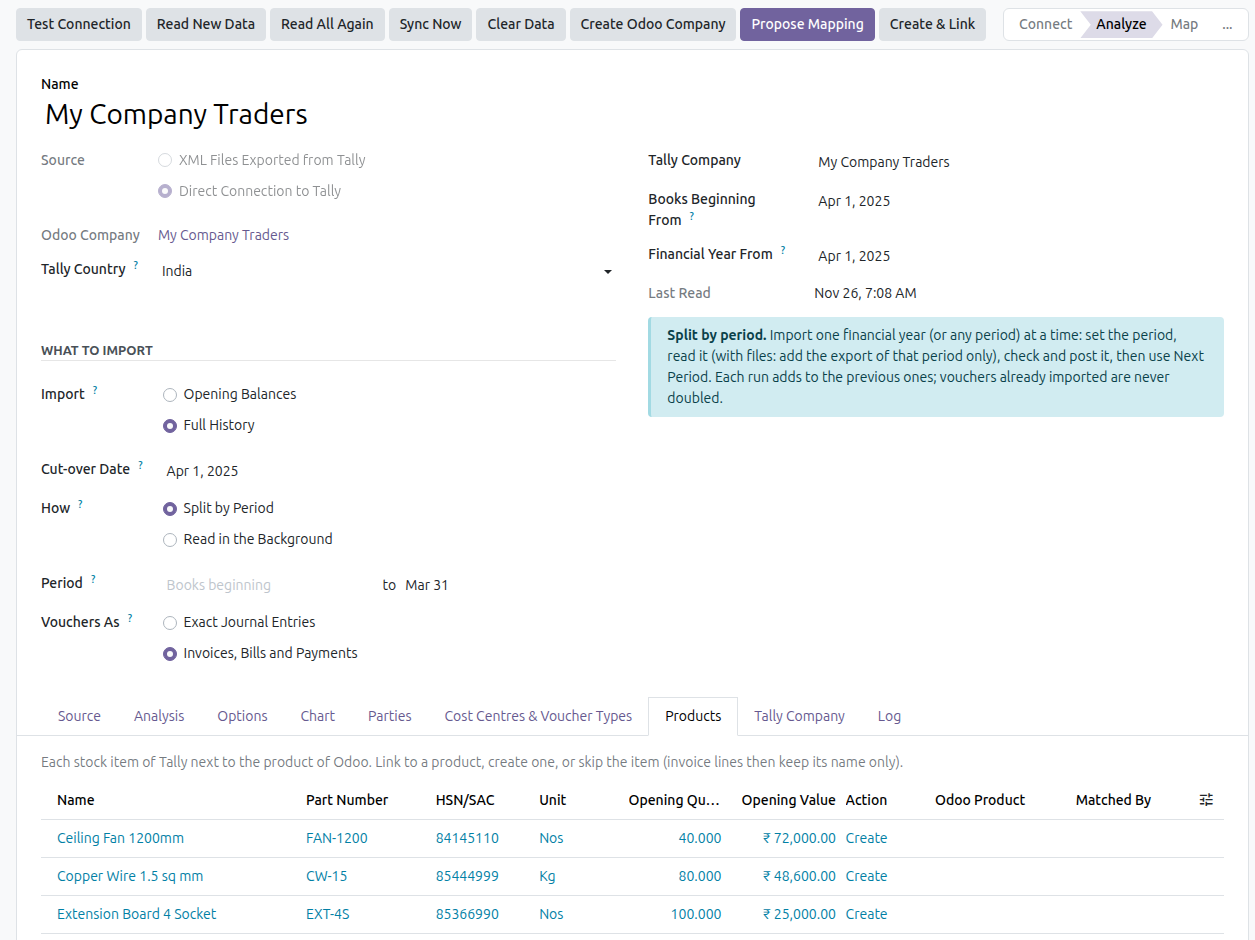 Test Connection Read New Data Read All Again Sync Now Clear Data Create Odoo Company Propose Mapping Create & Link Connect Analyze Map ...
Name
My Company Traders
Source
XML Files Exported from Tally
Direct Connection to Tally
Odoo Company My Company Traders
Tally Country ? India
Tally Company My Company Traders
Books Beginning From ? Apr 1, 2025
Financial Year From ? Apr 1, 2025
Last Read Nov 26, 7:08 AM
Split by period. Import one financial year (or any period) at a time: set the period,
read it (with files: add the export of that period only), check and post it, then use Next
Period. Each run adds to the previous ones; vouchers already imported are never
doubled.
WHAT TO IMPORT
Import ? Opening Balances
Full History
Cut-over Date ? Apr 1, 2025
How ? Split by Period
Read in the Background
Period ? Books beginning to Mar 31
Vouchers As ? Exact Journal Entries
Invoices, Bills and Payments
Source Analysis Options Chart Parties Cost Centres & Voucher Types Products Tally Company Log
Each stock item of Tally next to the product of Odoo. Link to a product, create one, or skip the item (invoice lines then keep its name only).
Name Part Number HSN/SAC Unit Opening Qu... Opening Value Action Odoo Product Matched By
Ceiling Fan 1200mm FAN-1200 84145110 Nos 40.000 ₹ 72,000.00 Create
Copper Wire 1.5 sq mm CW-15 85444999 Kg 80.000 ₹ 48,600.00 Create
Extension Board 4 Socket EXT-4S 85366990 Nos 100.000 ₹ 25,000.00 Create